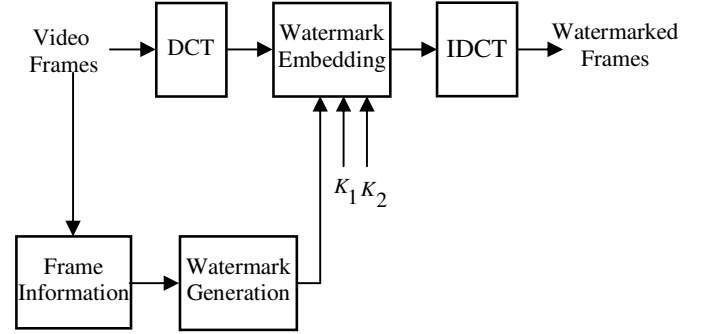 Video
Frames
DCT
Watermark
Embedding
IDCT
Watermarked
Frames
K1 K2
Frame
Information
Watermark
Generation